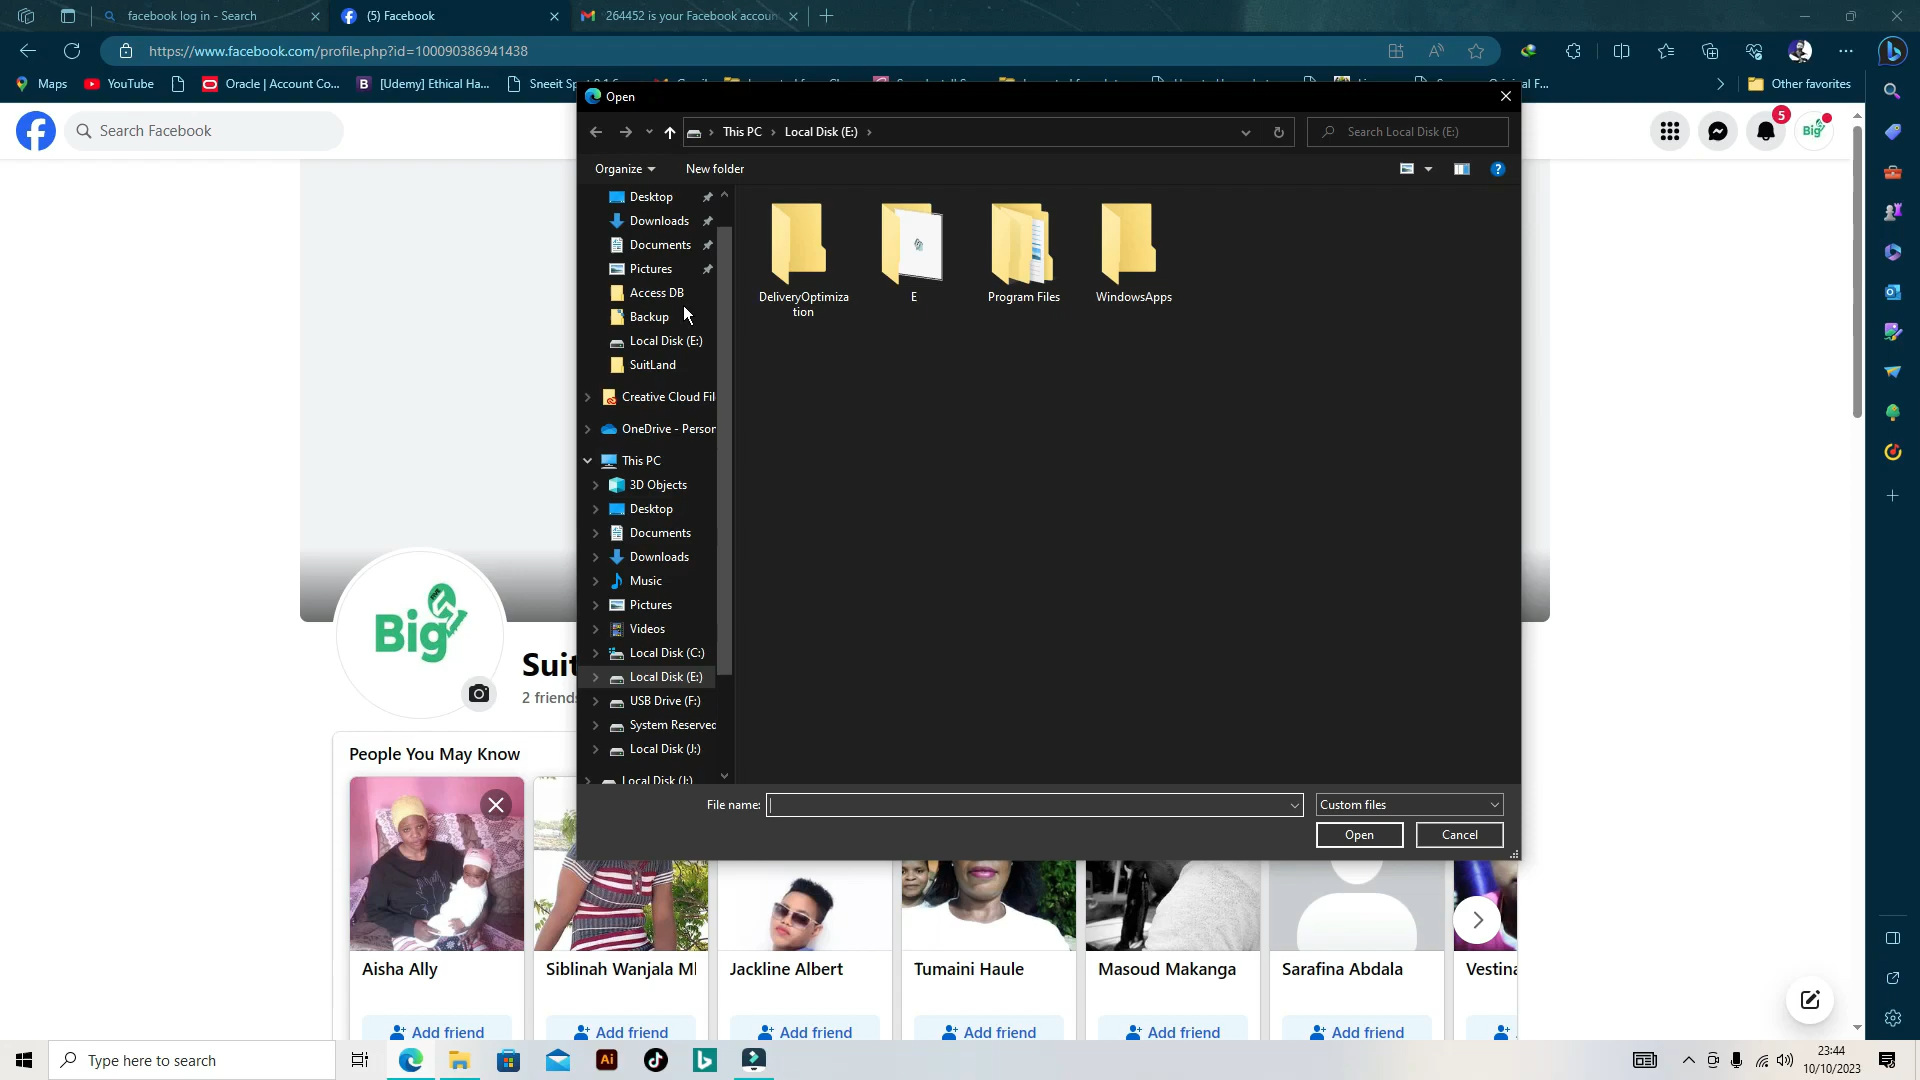 facebook log in - Search
(5) Facebook
264452 is your Facebook accoun
https://www.facebook.com/profile.php?id=100090386941438
Maps
YouTube
Oracle | Account Co...
[Udemy] Ethical Ha...
Other favorites
Search Facebook
5
Big
Open
This PC
Local Disk (E:)
Search Local Disk (E:)
Organize
New folder
Desktop
Downloads
Documents
Pictures
Access DB
Backup
Local Disk (E:)
SuitLand
Creative Cloud Fil
OneDrive - Person
This PC
3D Objects
Desktop
Documents
Downloads
Music
Pictures
Videos
Local Disk (C:)
Local Disk (E:)
USB Drive (F:)
System Reserved
Local Disk (J:)
DeliveryOptimiza
tion
E
Program Files
WindowsApps
File name:
Custom files
Open
Cancel
Big
Suit
2 friends
People You May Know
Aisha Ally
Siblinah Wanjala
Jackline Albert
Tumaini Haule
Masoud Makanga
Sarafina Abdala
Vestina
Add friend
Add friend
Add friend
Add friend
Add friend
Add friend
Type here to search
Ai
23:44
10/10/2023